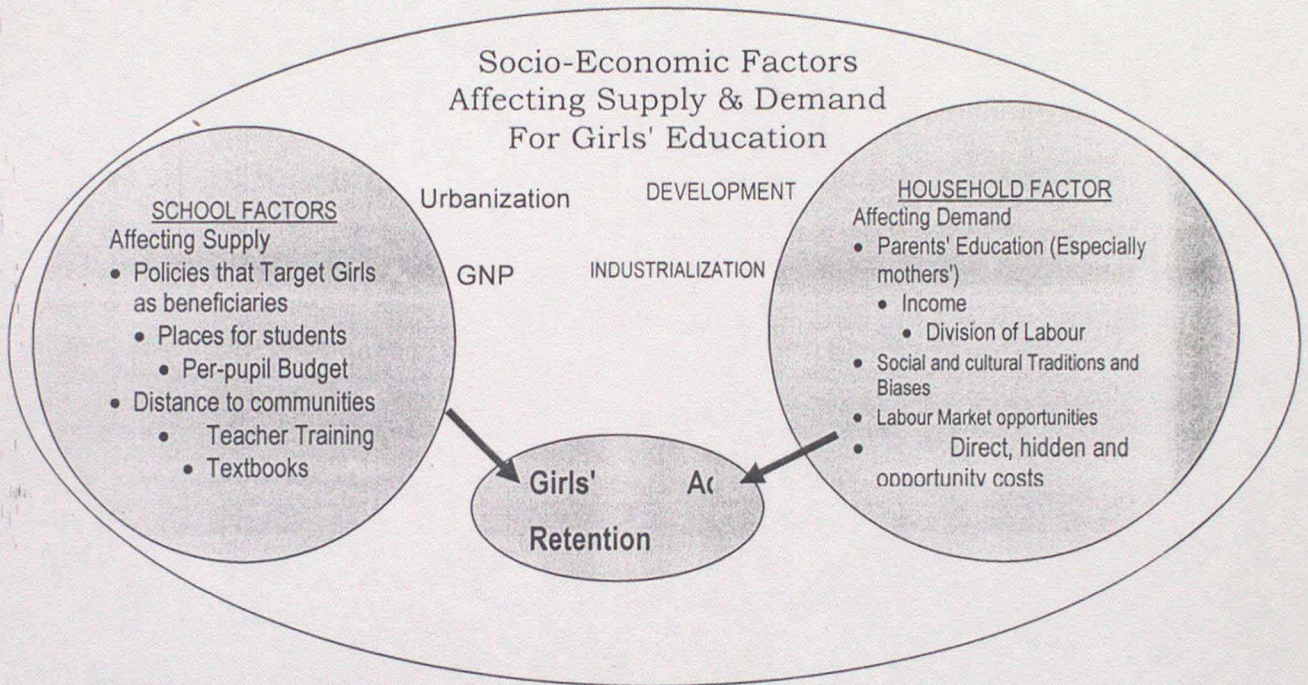 Socio-Economic Factors
Affecting Supply & Demand
For Girls' Education
Urbanization
DEVELOPMENT
GNP
INDUSTRIALIZATION
SCHOOL FACTORS
Affecting Supply
• Policies that Target Girls
as beneficiaries
• Places for students
• Per-pupil Budget
• Distance to communities
• Teacher Training
• Textbooks
HOUSEHOLD FACTOR
Affecting Demand
• Parents' Education (Especially
mothers')
• Income
• Division of Labour
• Social and cultural Traditions and
Biases
• Labour Market opportunities
• Direct, hidden and
opportunity costs
Girls'
Retention